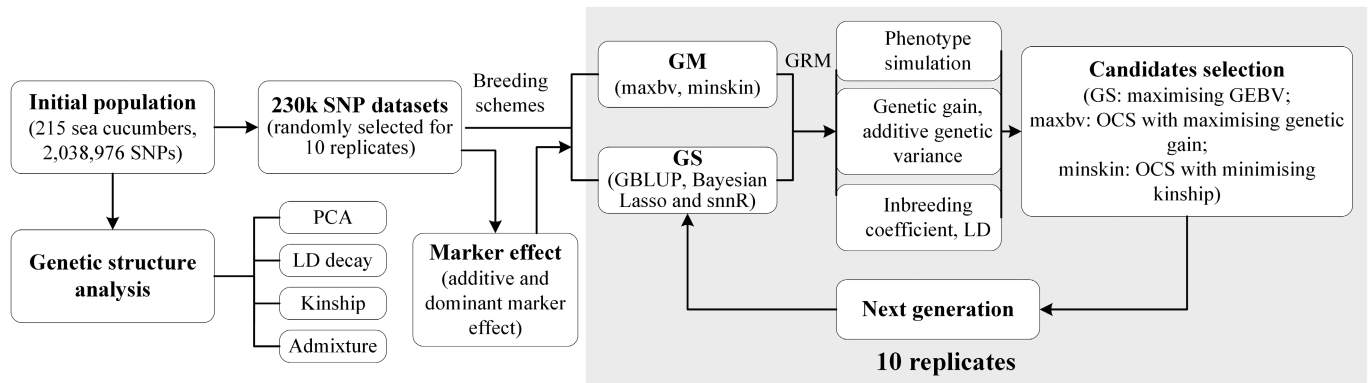 Initial population
(215 sea cucumbers,
2,038,976 SNPs)
Genetic structure
analysis
PCA
LD decay
Kinship
Admixture
230k SNP datasets
(randomly selected for
10 replicates)
Marker effect
(additive and
dominant marker
effect)
Breeding
schemes
GM
(maxbv, minskin)
GS
(GBLUP, Bayesian
Lasso and snnR)
GRM
Phenotype
simulation
Genetic gain,
additive genetic
variance
Inbreeding
coefficient, LD
Candidates selection
(GS: maximising GEBV;
maxbv: OCS with maximising genetic
gain;
minskin: OCS with minimising
kinship)
Next generation
10 replicates